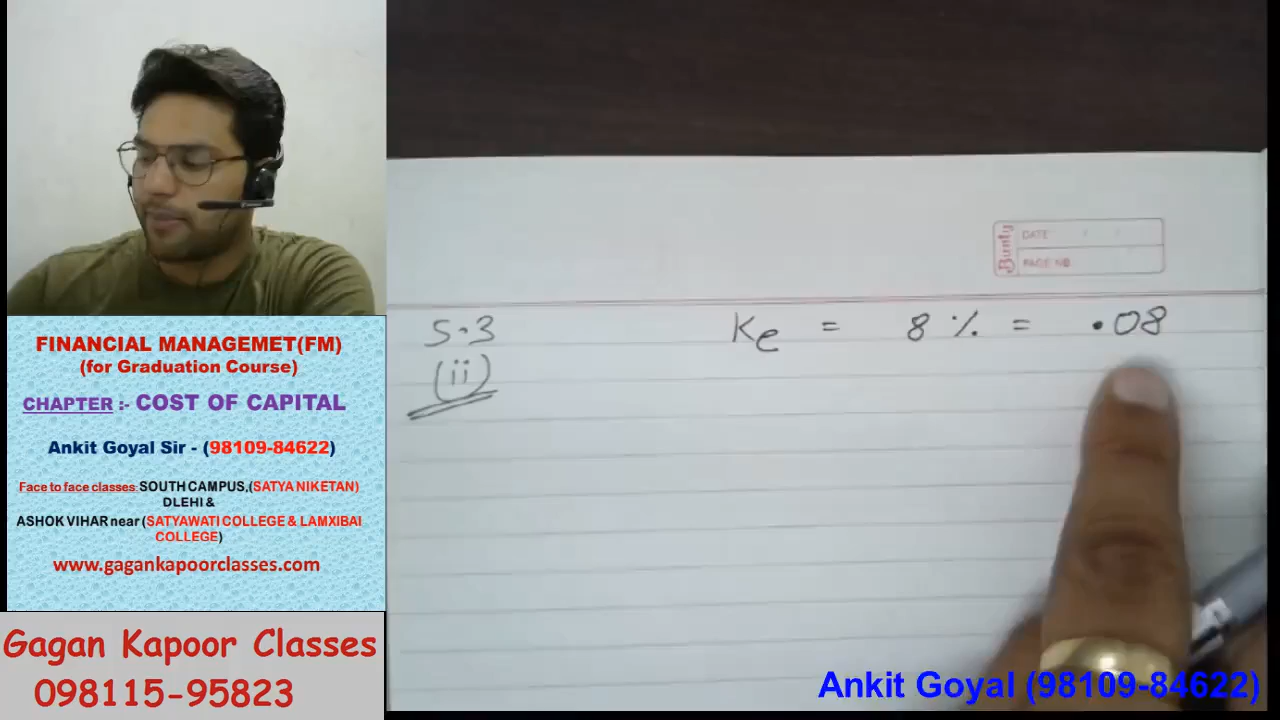 FINANCIAL MANAGEMET(FM)
(for Graduation Course)
CHAPTER :- COST OF CAPITAL
Ankit Goyal Sir - (98109-84622)
Face to face classes: SOUTH CAMPUS,(SATYA NIKETAN)
DLEHI &
ASHOK VIHAR near (SATYAWATI COLLEGE & LAMXIBAI
COLLEGE)
www.gagankapoorclasses.com
Gagan Kapoor Classes
098115-95823
Bunty
DATE
PAGE NO
5.3 Ke = 8 % = .08
(ii)
Ankit Goyal (98109-84622)